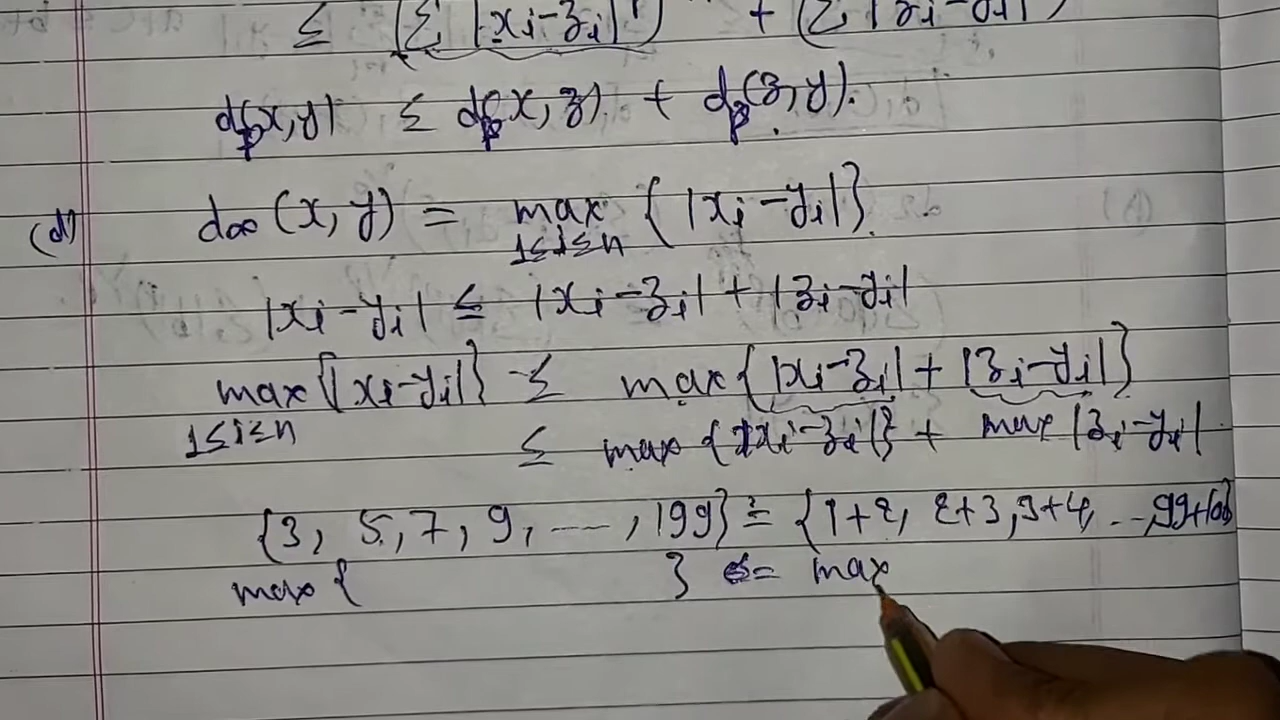 ≤ (Σ |xi-zi|^p) + (Σ |zi-yi|)
dp(x,y) ≤ dp(x,z) + dp(z,y).
(d) d∞(x,y) = max 1≤i≤n {|xi-yi|}.
|xi-yi| ≤ |xi-zi| + |zi-yi|
max 1≤i≤n {|xi-yi|} ≤ max{|xi-zi| + |zi-yi|}
≤ max{|xi-zi|} + max |zi-yi|
{3, 5, 7, 9, ---, 199} = {1+2, 2+3, 3+4, ..., 99+100}
max{ } = max